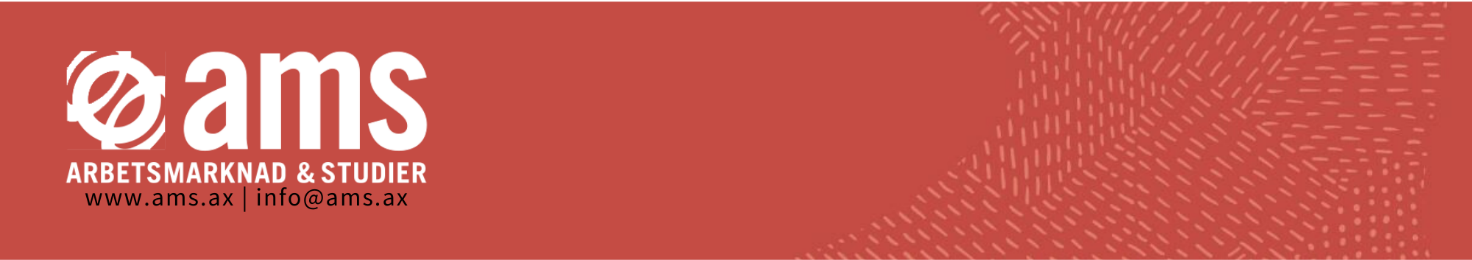 ams
ARBETSMARKNAD & STUDIER
www.ams.ax | info@ams.ax